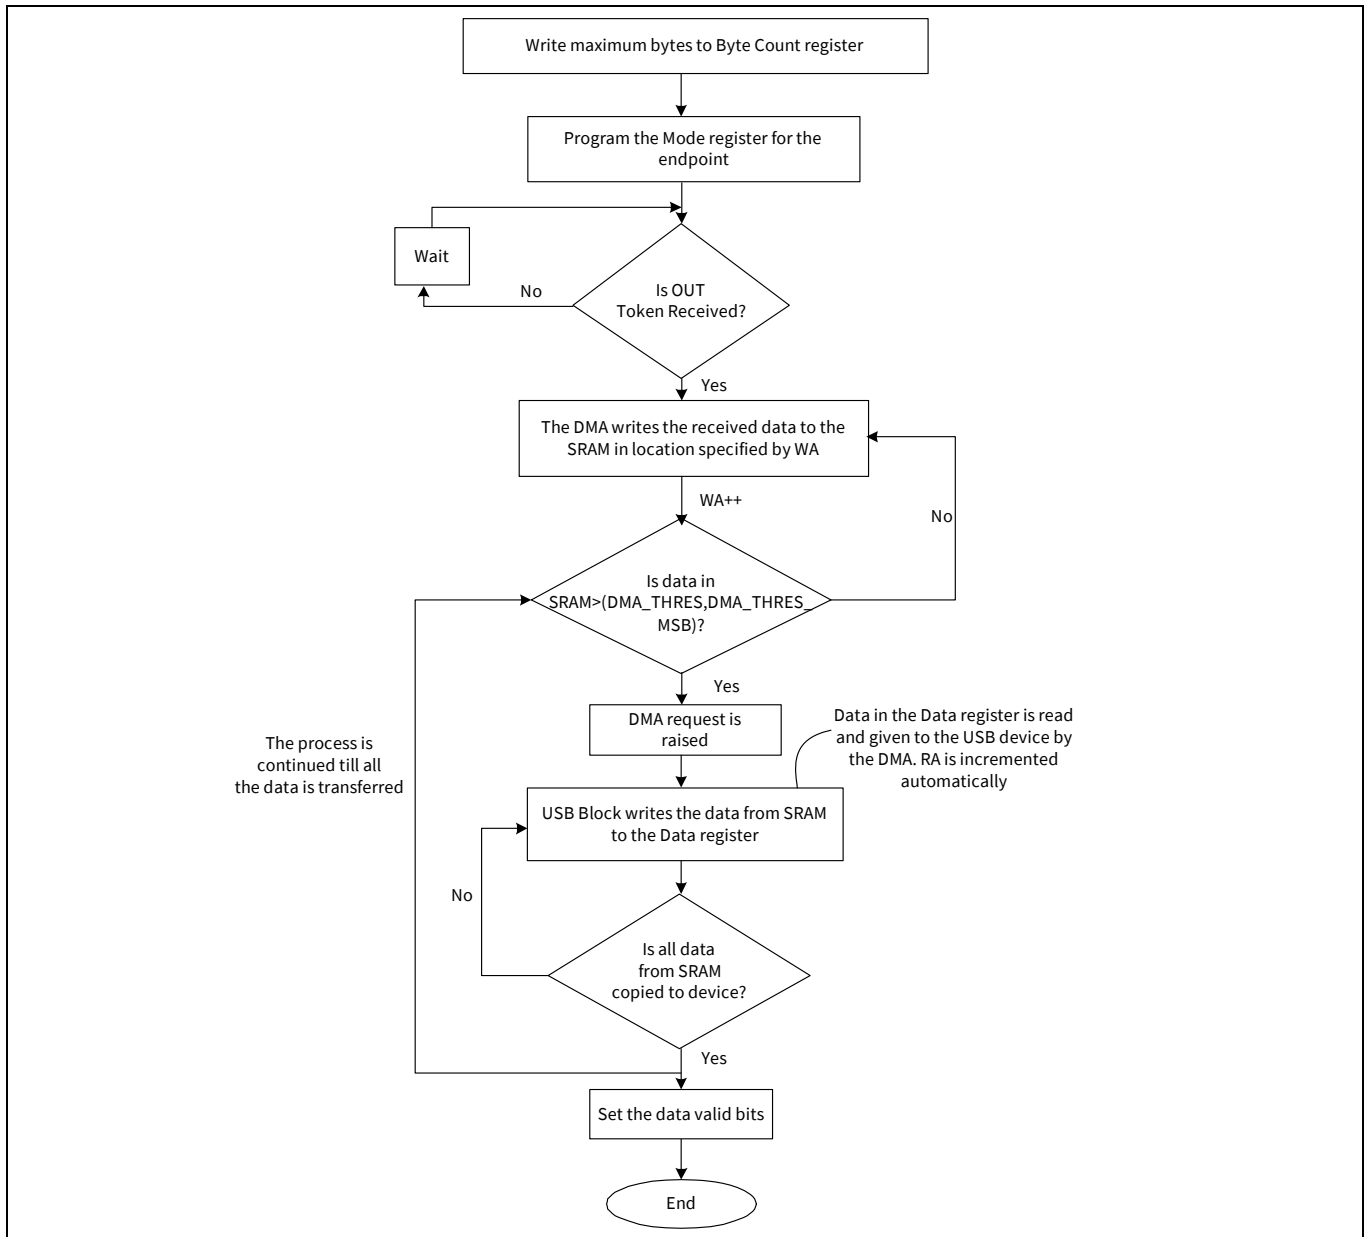 Write maximum bytes to Byte Count register
Program the Mode register for the
endpoint
Wait
No
Is OUT
Token Received?
Yes
The DMA writes the received data to the
SRAM in location specified by WA
WA++
No
Is data in
SRAM>(DMA_THRES,DMA_THRES_
MSB)?
Yes
DMA request is
raised
Data in the Data register is read
and given to the USB device by
the DMA. RA is incremented
automatically
The process is
continued till all
the data is transferred
USB Block writes the data from SRAM
to the Data register
No
Is all data
from SRAM
copied to device?
Yes
Set the data valid bits
End